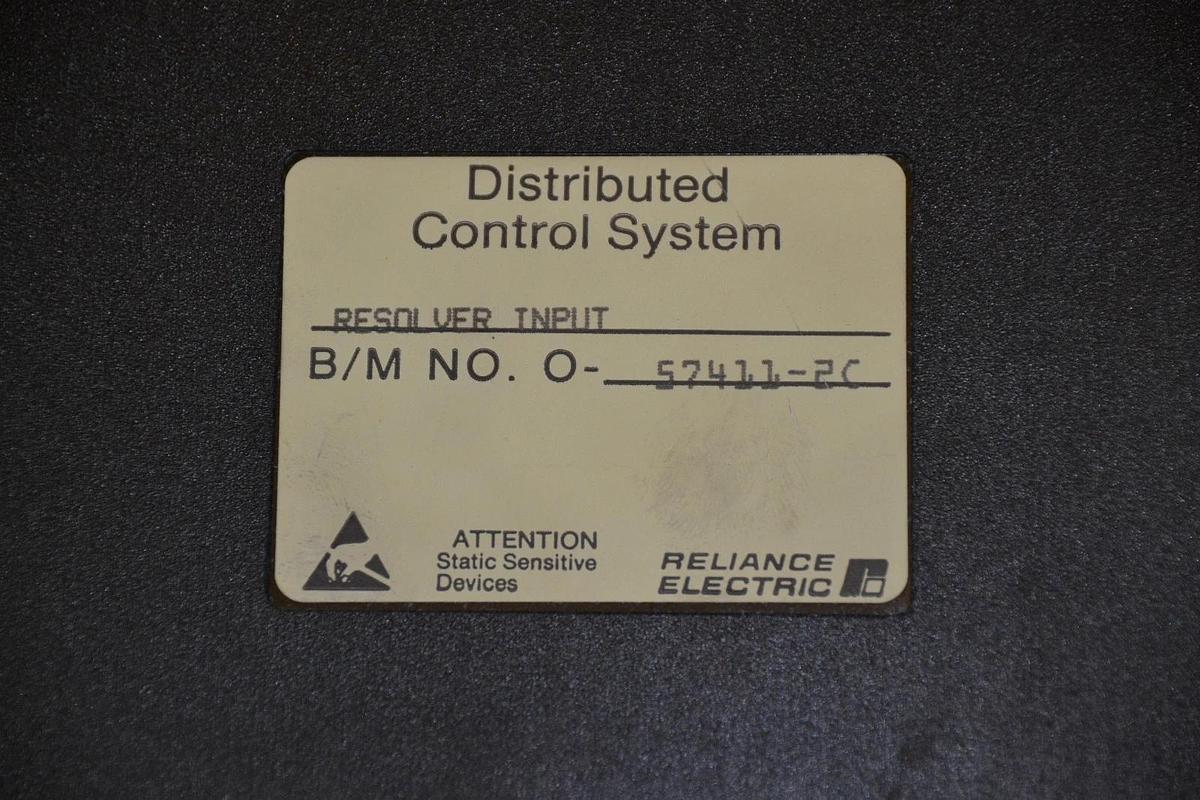 Distributed
Control System
RESOLVER INPUT
B/M NO. O- 57411-2C
ATTENTION
Static Sensitive
Devices
RELIANCE
ELECTRIC